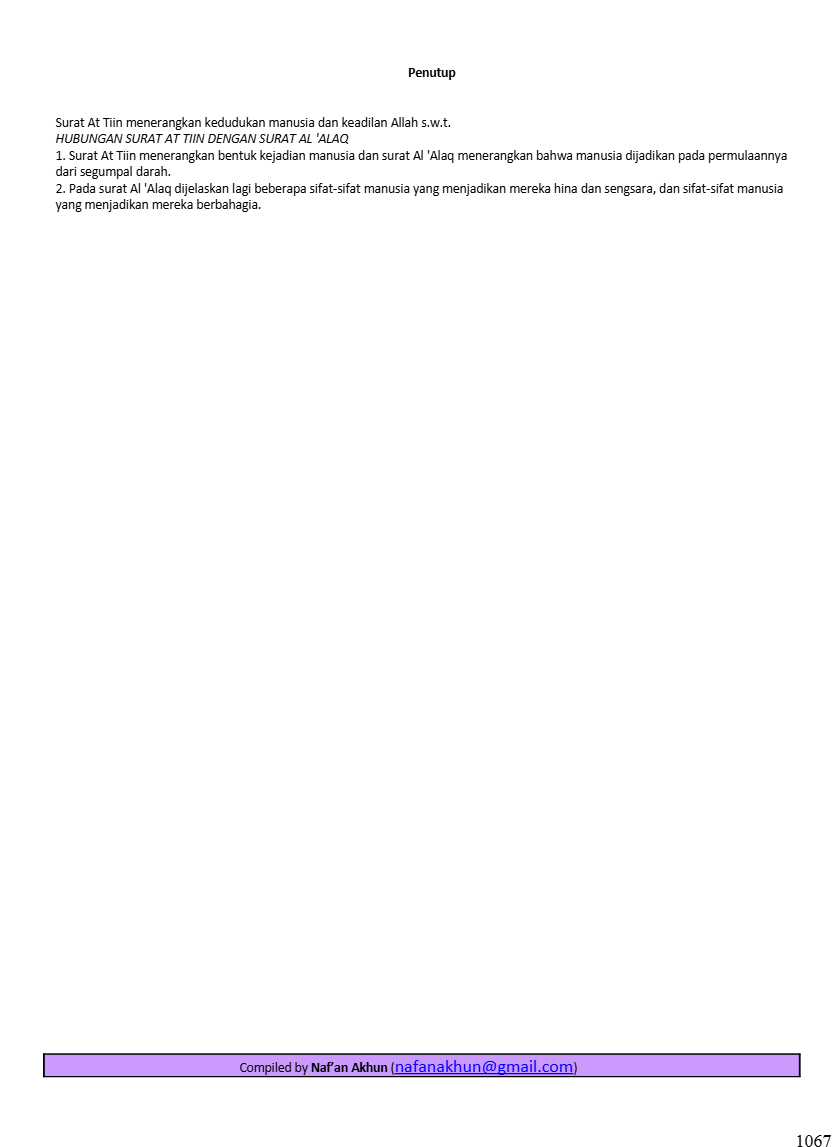 Penutup
Surat At Tiin menerangkan kedudukan manusia dan keadilan Allah s.w.t.
HUBUNGAN SURAT AT TIIN DENGAN SURAT AL 'ALAQ
1. Surat At Tiin menerangkan bentuk kejadian manusia dan surat Al 'Alaq menerangkan bahwa manusia dijadikan pada permulaannya
dari segumpal darah.
2. Pada surat Al 'Alaq dijelaskan lagi beberapa sifat-sifat manusia yang menjadikan mereka hina dan sengsara, dan sifat-sifat manusia
yang menjadikan mereka berbahagia.
Compiled by Naf’an Akhun (nafanakhun@gmail.com)
1067